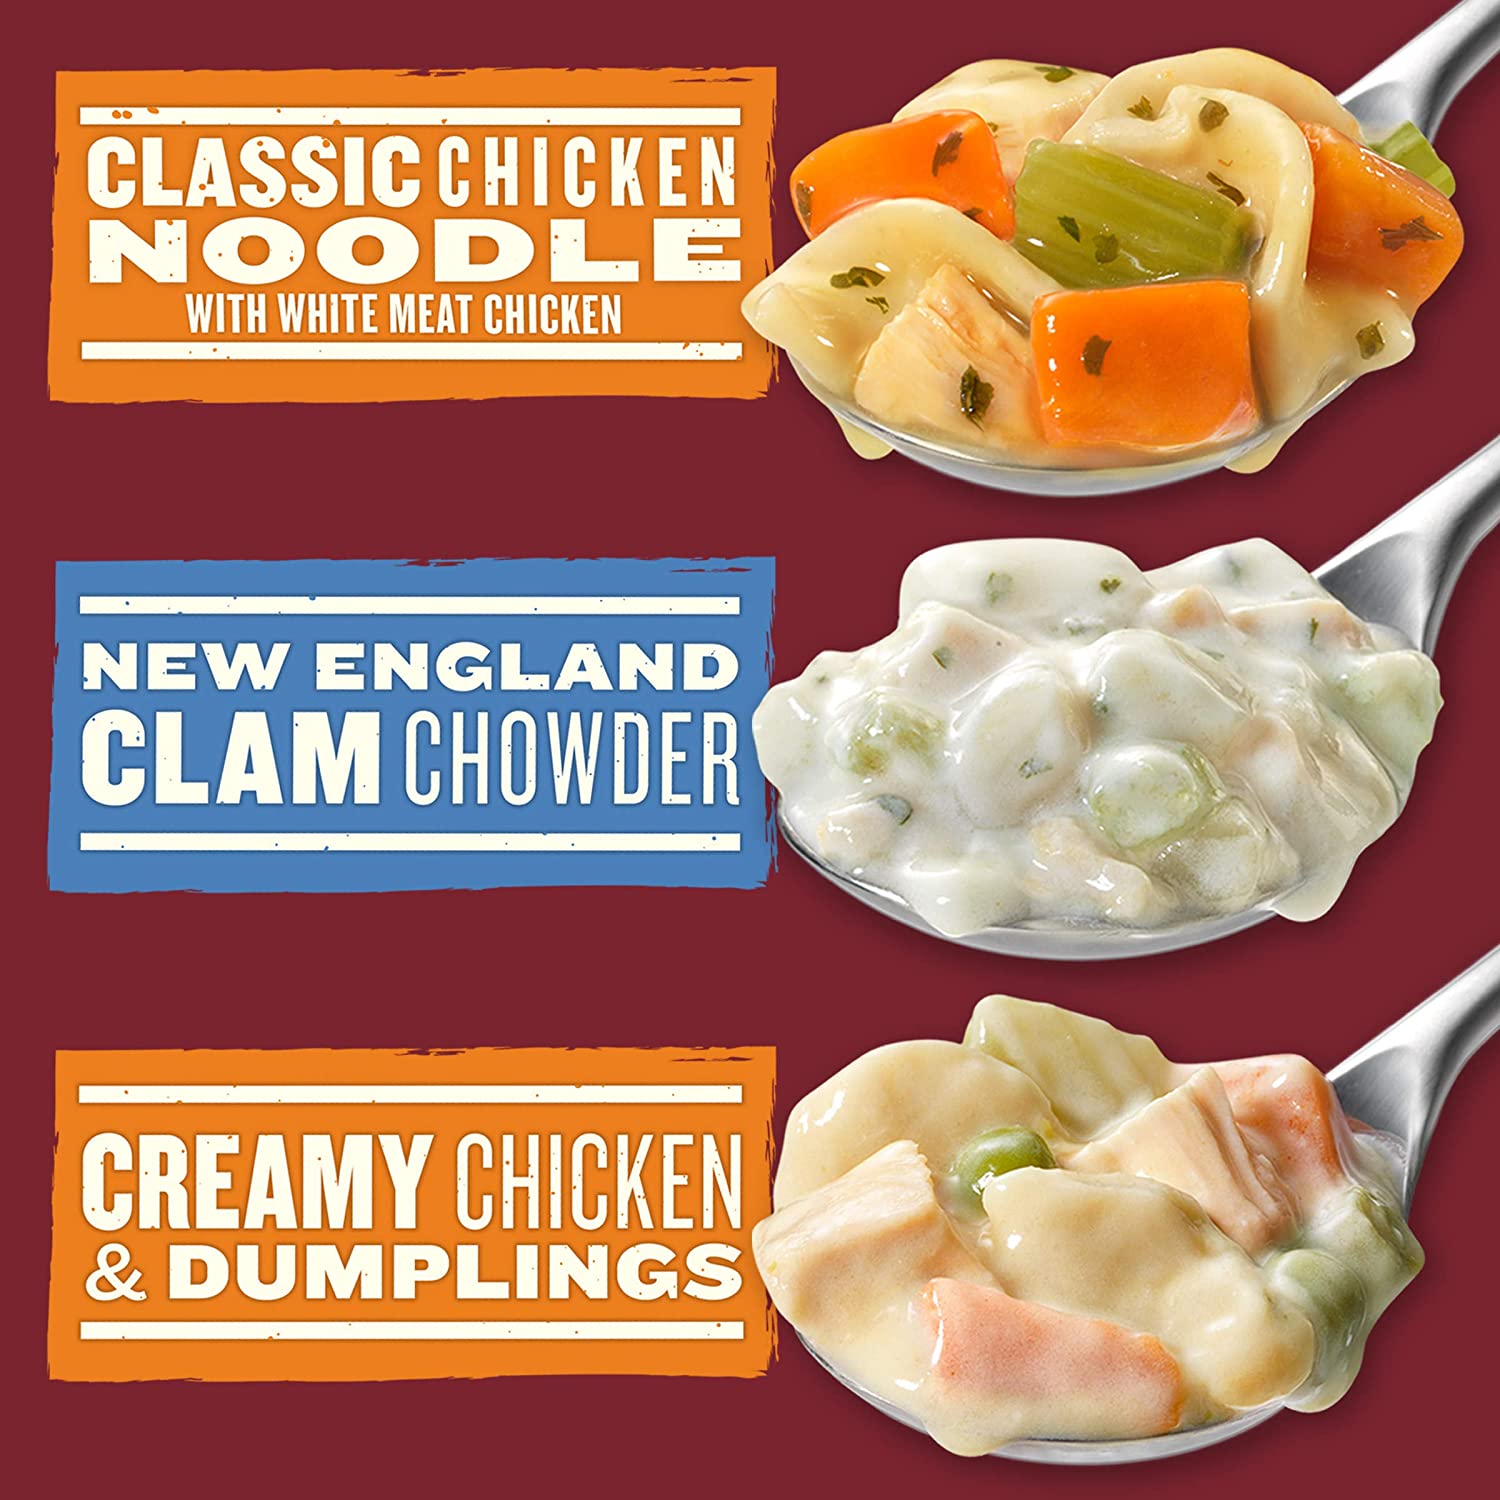 CLASSIC CHICKEN
NOODLE
WITH WHITE MEAT CHICKEN
NEW ENGLAND
CLAM CHOWDER
CREAMY CHICKEN
& DUMPLINGS